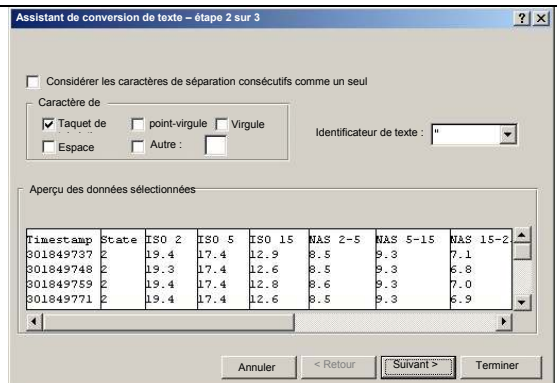 Assistant de conversion de texte – étape 2 sur 3
Considérer les caractères de séparation consécutifs comme un seul
Caractère de
Taquet de
point-virgule
Virgule
Espace
Autre :
Identificateur de texte : "
Aperçu des données sélectionnées
Timestamp State ISO 2 ISO 5 ISO 15 NAS 2-5 NAS 5-15 NAS 15-2
301849737 2 19.4 17.4 12.9 8.5 9.3 7.1
301849748 2 19.3 17.4 12.6 8.5 9.3 6.8
301849759 2 19.4 17.4 12.8 8.6 9.3 7.0
301849771 2 19.4 17.4 12.6 8.5 9.3 6.9
Annuler < Retour Suivant > Terminer